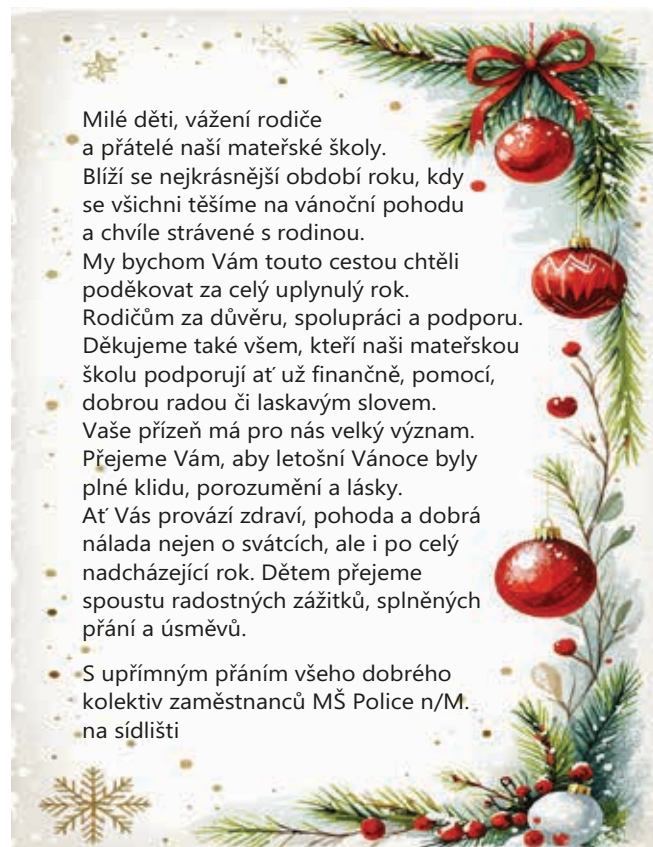 Milé děti, vážení rodiče
a přátelé naší mateřské školy.
Blíží se nejkrásnější období roku, kdy
se všichni těšíme na vánoční pohodu
a chvíle strávené s rodinou.
My bychom Vám touto cestou chtěli
poděkovat za celý uplynulý rok.
Rodičům za důvěru, spolupráci a podporu.
Děkujeme také všem, kteří naši mateřskou
školu podporují ať už finančně, pomocí,
dobrou radou či laskavým slovem.
Vaše přízeň má pro nás velký význam.
Přejeme Vám, aby letošní Vánoce byly
plné klidu, porozumění a lásky.
Ať Vás provází zdraví, pohoda a dobrá
nálada nejen o svátcích, ale i po celý
nadcházející rok. Dětem přejeme
spoustu radostných zážitků, splněných
přání a úsměvů.
S upřímným přáním všeho dobrého
kolektiv zaměstnanců MŠ Police n/M.
na sídlišti